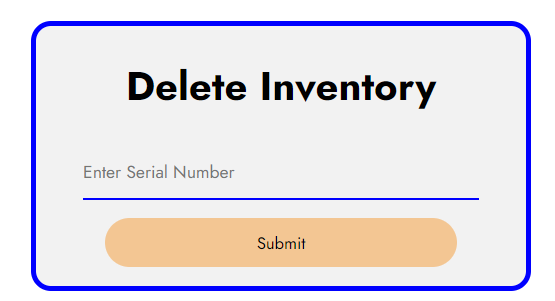 Delete Inventory
Enter Serial Number
Submit